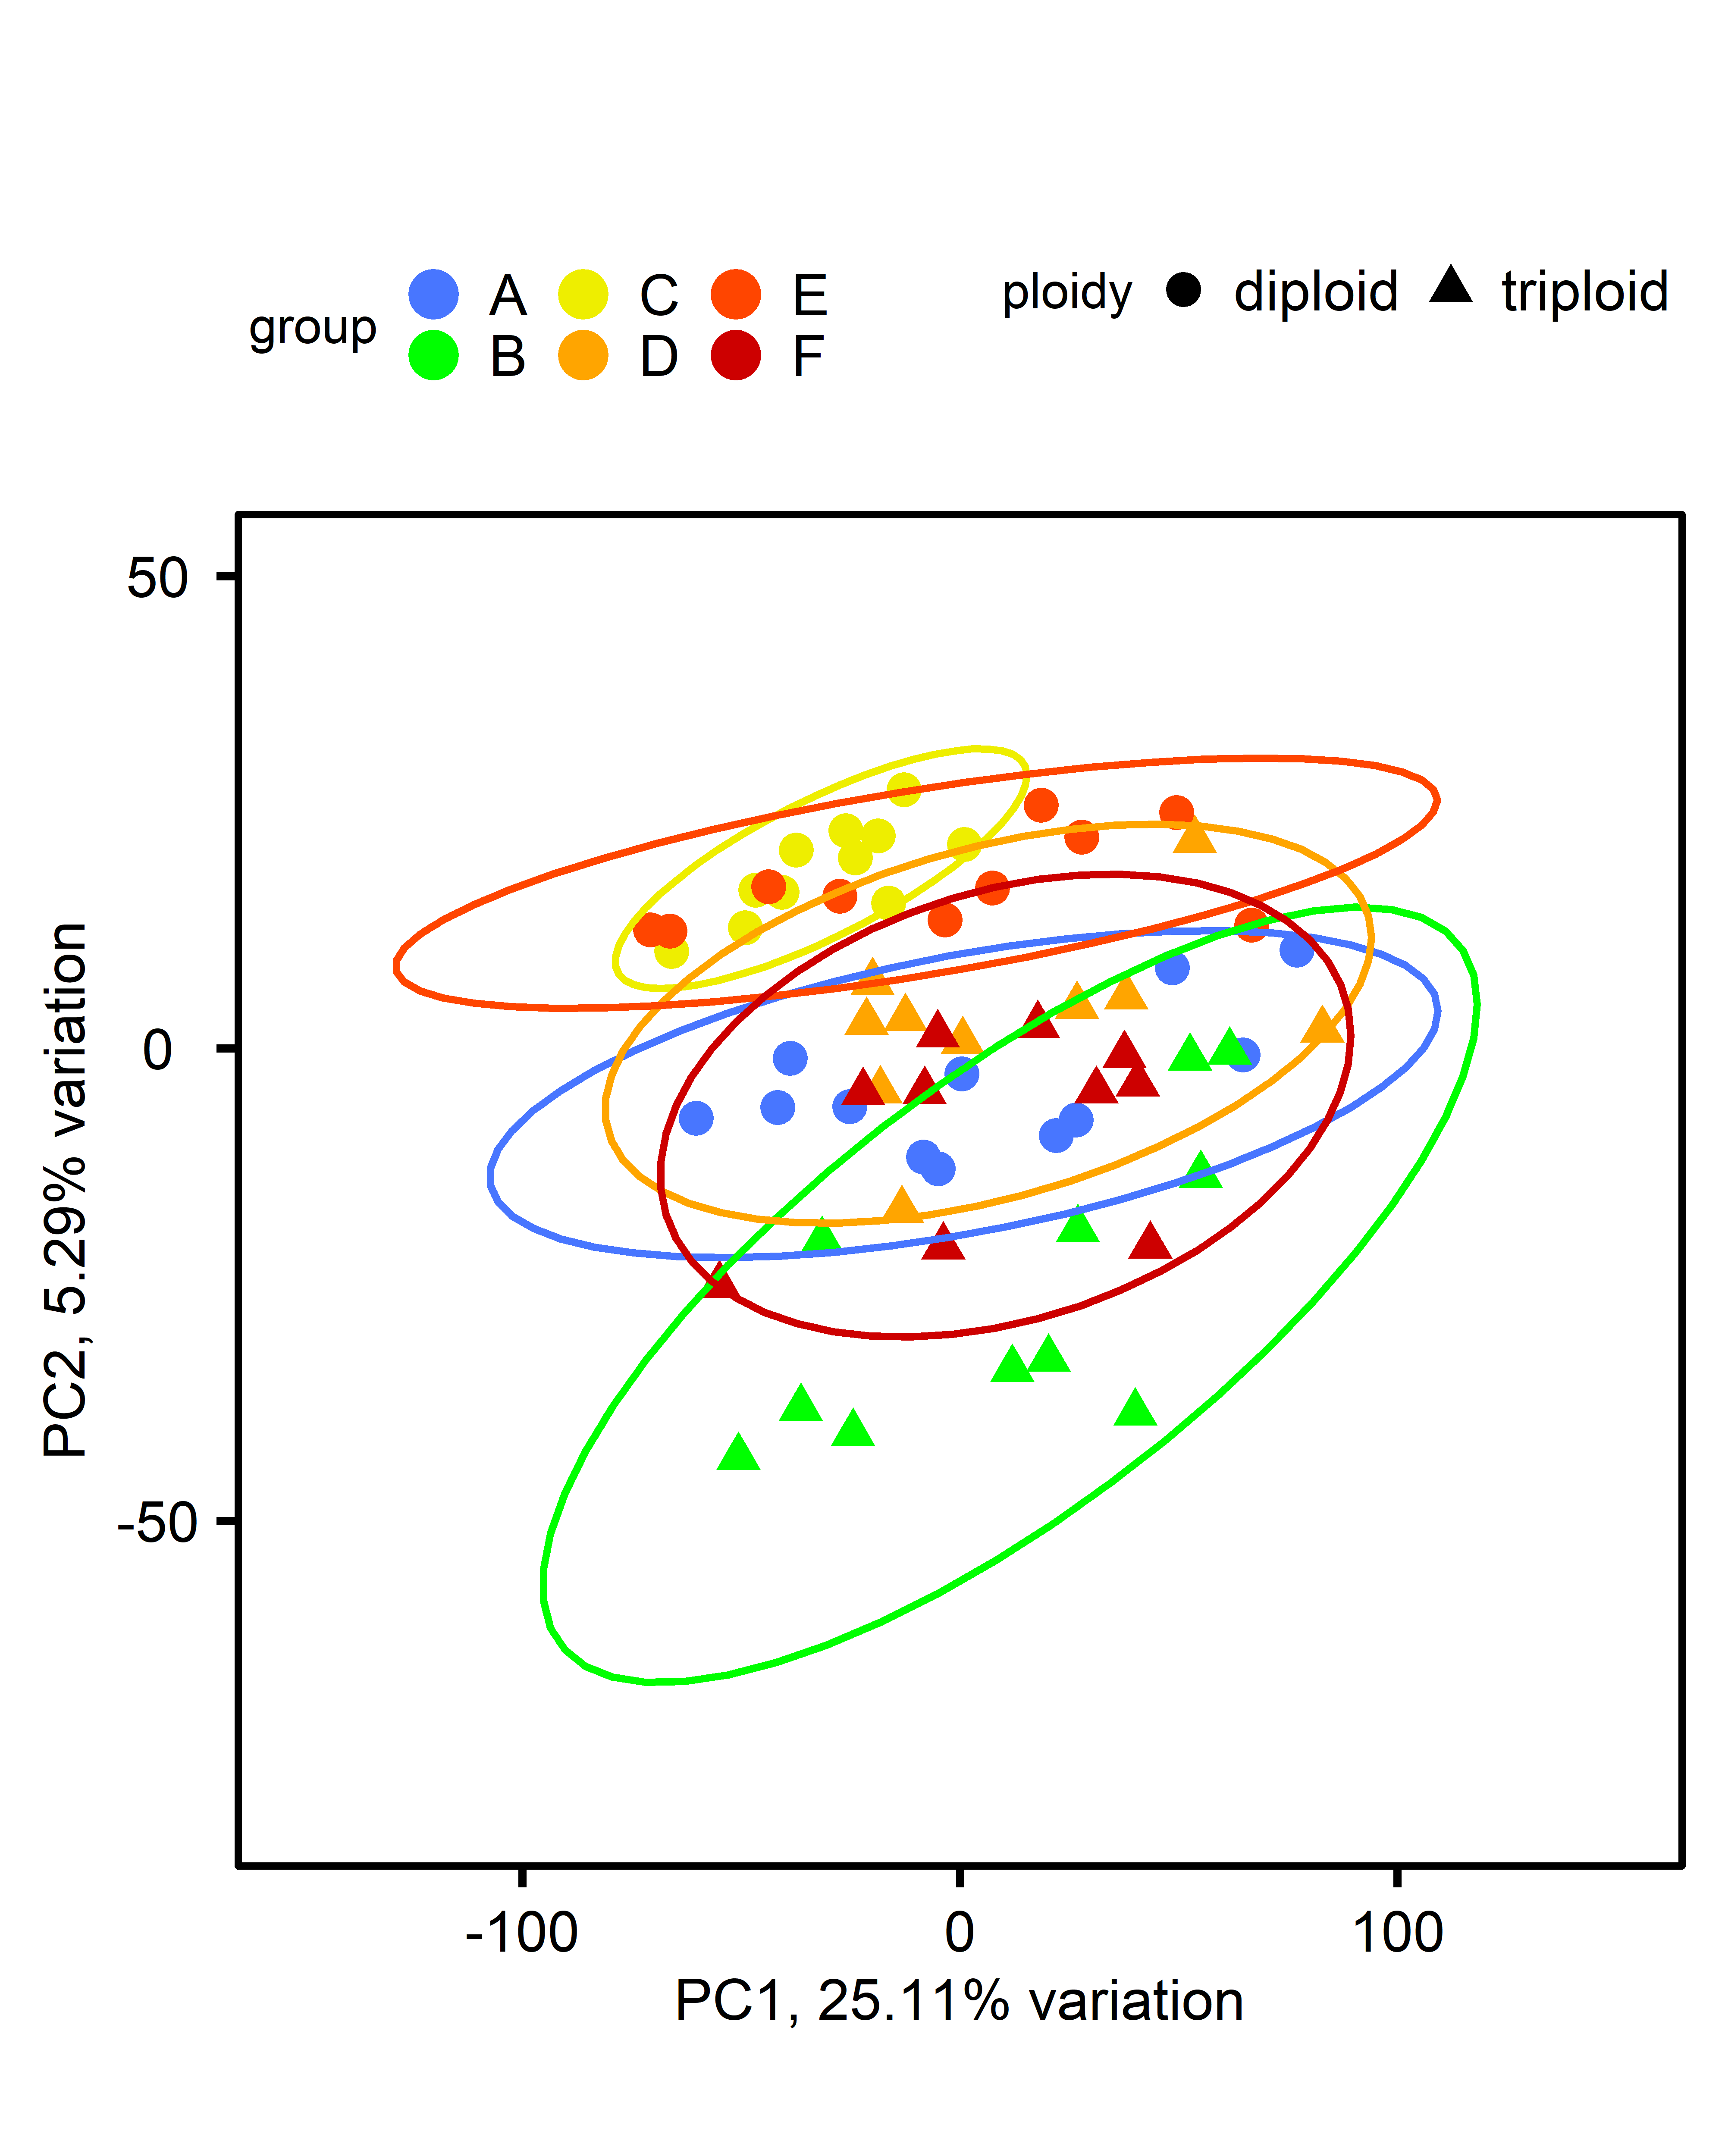 group
A
C
E
B
D
F
ploidy
diploid
triploid
50
0
-50
PC2, 5.29% variation
-100
0
100
PC1, 25.11% variation